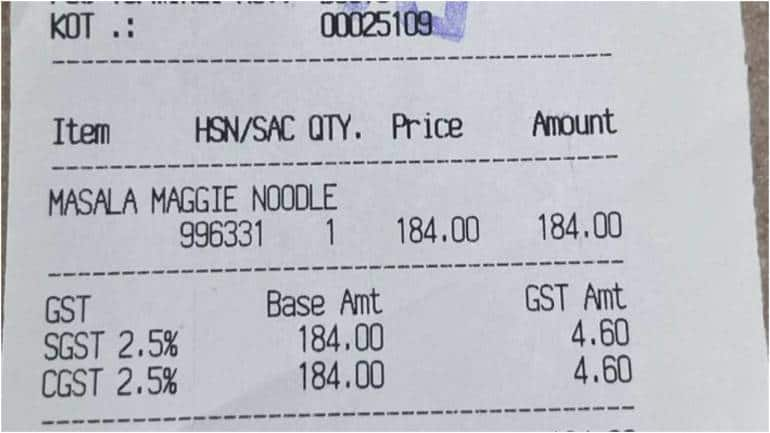 KOT .: 00025109
Item HSN/SAC QTY. Price Amount
MASALA MAGGIE NOODLE
996331 1 184.00 184.00
GST Base Amt GST Amt
SGST 2.5% 184.00 4.60
CGST 2.5% 184.00 4.60